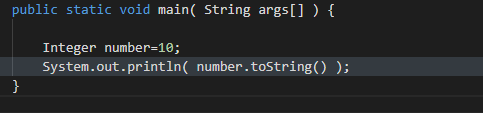 public static void main( String args[] ) {
Integer number=10;
System.out.println( number.toString() );
}